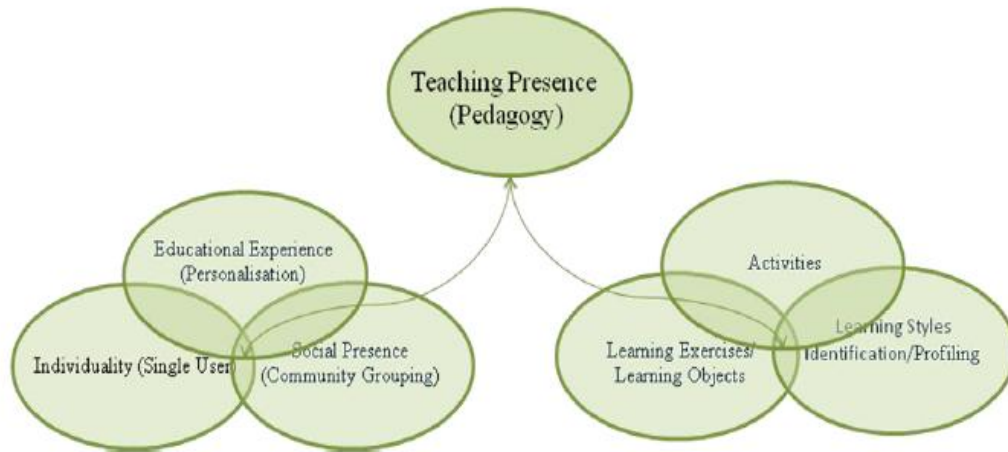 Teaching Presence
(Pedagogy)
Educational Experience
(Personalisation)
Individuality (Single User)
Social Presence
(Community Grouping)
Activities
Learning Exercises/
Learning Objects
Learning Styles
Identification/Profiling